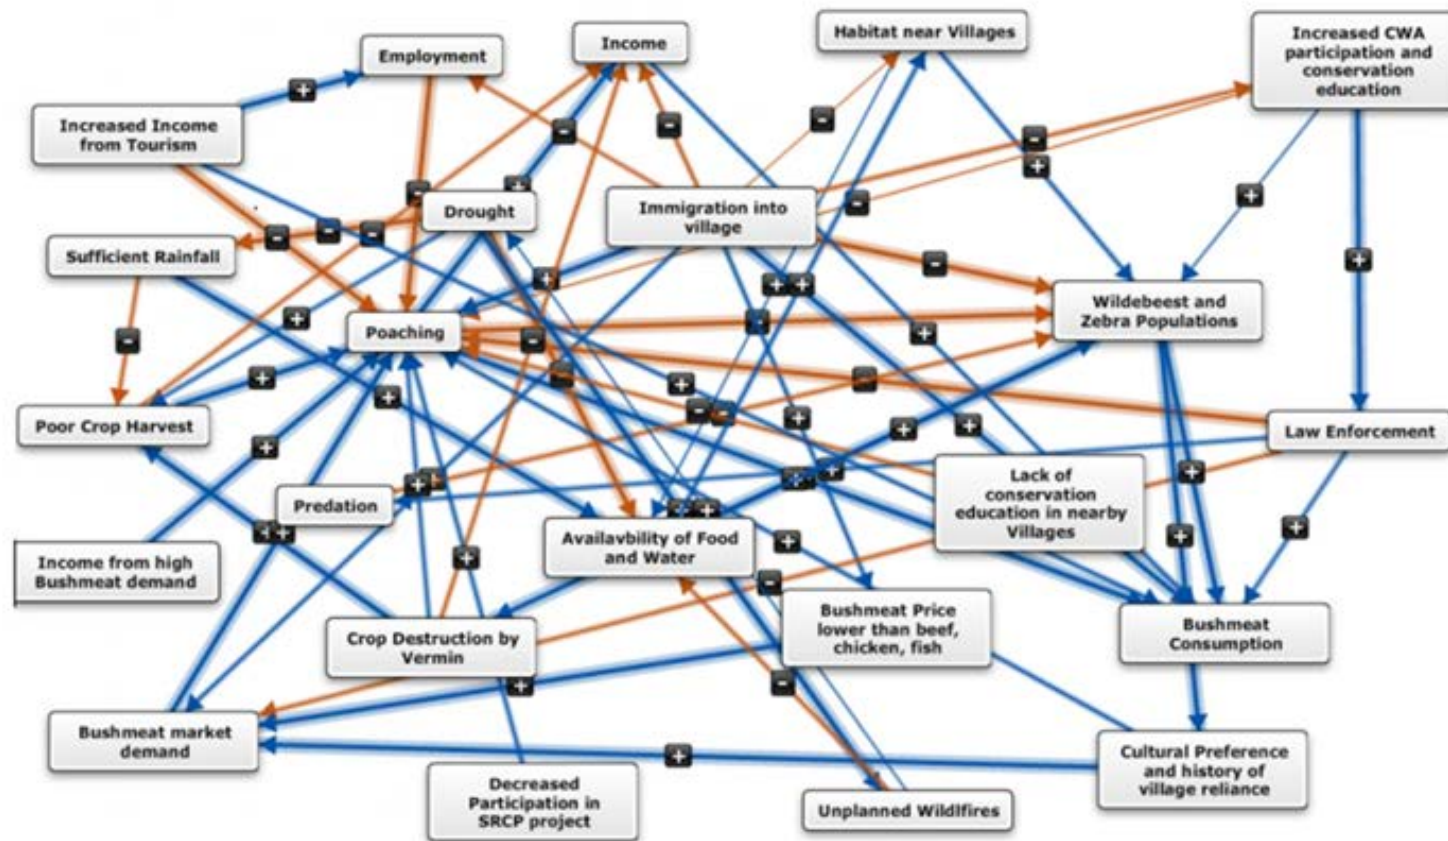 Employment
Income
Habitat near Villages
Increased CWA
participation and
conservation
education
Increased Income
from Tourism
Drought
Immigration into
village
Sufficient Rainfall
Poaching
Wildebeest and
Zebra Populations
Poor Crop Harvest
Law Enforcement
Predation
Lack of
conservation
education in nearby
Villages
Availavbility of Food
and Water
Income from high
Bushmeat demand
Crop Destruction by
Vermin
Bushmeat Price
lower than beef,
chicken, fish
Bushmeat
Consumption
Bushmeat market
demand
Decreased
Participation in
SRCP project
Unplanned Wildlfires
Cultural Preference
and history of
village reliance